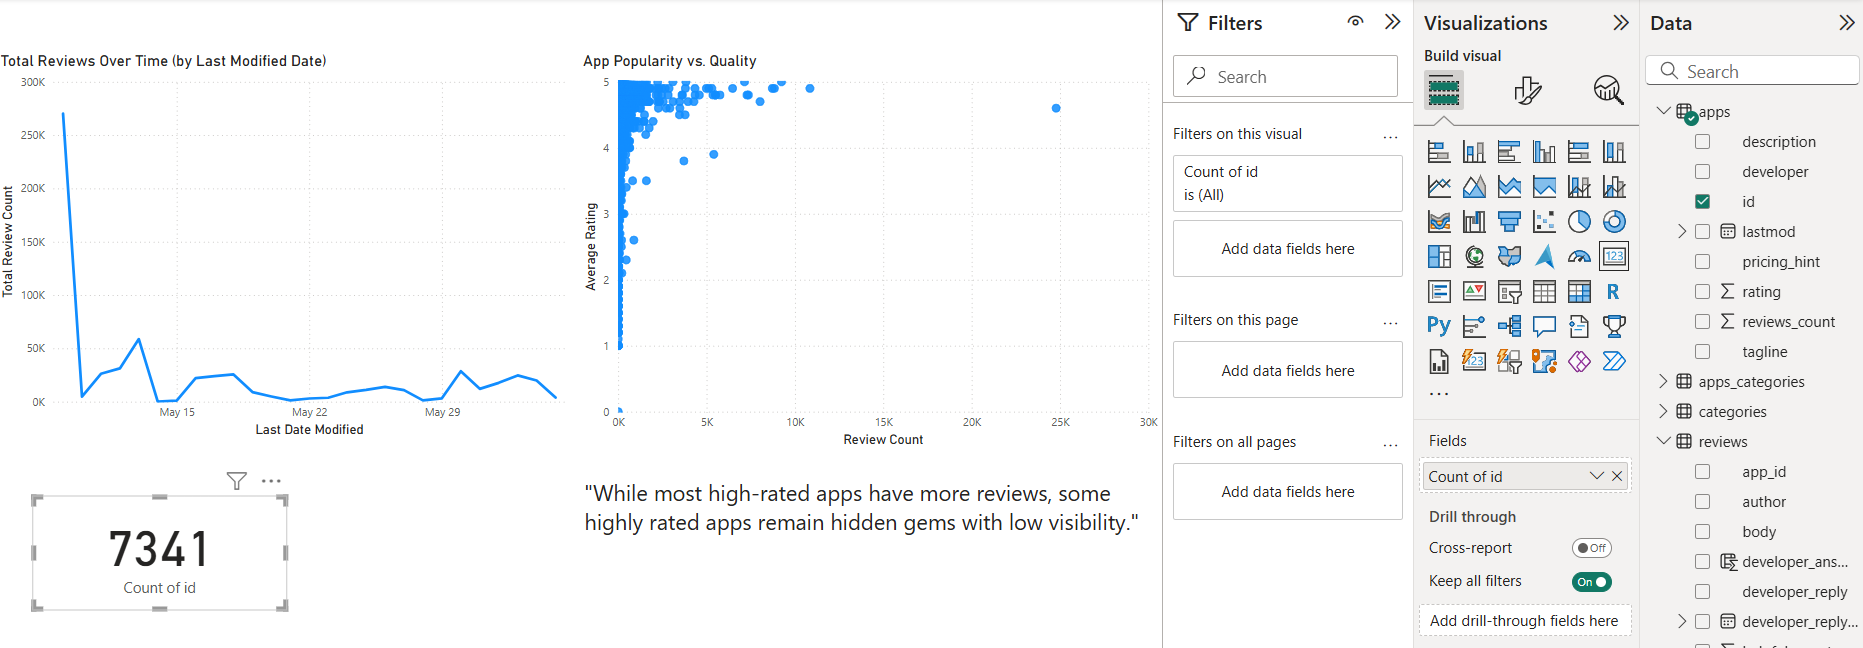 Total Reviews Over Time (by Last Modified Date)
300K
250K
200K
150K
100K
50K
0K
Total Review Count
May 15
May 22
May 29
Last Date Modified
7341
Count of id
App Popularity vs. Quality
5
4
3
2
1
0
Average Rating
0K
5K
10K
15K
20K
25K
30K
Review Count
"While most high-rated apps have more reviews, some
highly rated apps remain hidden gems with low visibility."
Filters
Search
Filters on this visual
...
Count of id
is (All)
Add data fields here
Filters on this page
...
Add data fields here
Filters on all pages
...
Add data fields here
Visualizations
Build visual
123
R
Py
123
...
Fields
Count of id
Drill through
Cross-report
Off
Keep all filters
On
Add drill-through fields here
Data
Search
apps
description
developer
id
lastmod
pricing_hint
rating
reviews_count
tagline
apps_categories
categories
reviews
app_id
author
body
developer_ans...
developer_reply
developer_reply...